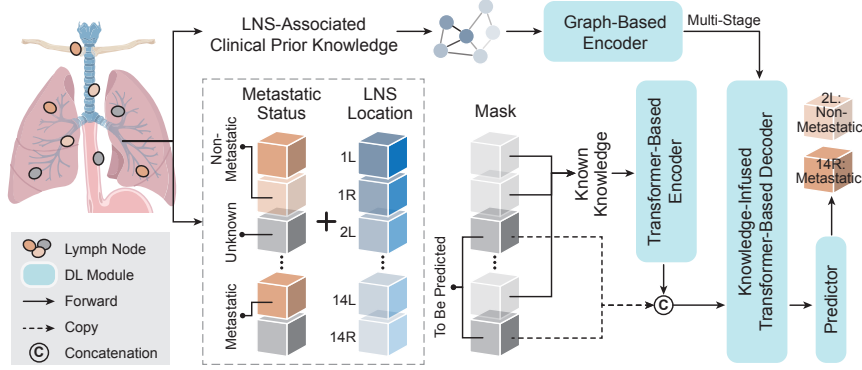 LNS-Associated
Clinical Prior Knowledge
Graph-Based
Encoder
Multi-Stage
Metastatic
Status
LNS
Location
Non-
Metastatic
Unknown
Metastatic
1L
1R
2L
14L
14R
Mask
To Be Predicted
Known
Knowledge
Transformer-Based
Encoder
C
Knowledge-Infused
Transformer-Based Decoder
2L:
Non-
Metastatic
14R:
Metastatic
Predictor
Lymph Node
DL Module
Forward
Copy
C Concatenation